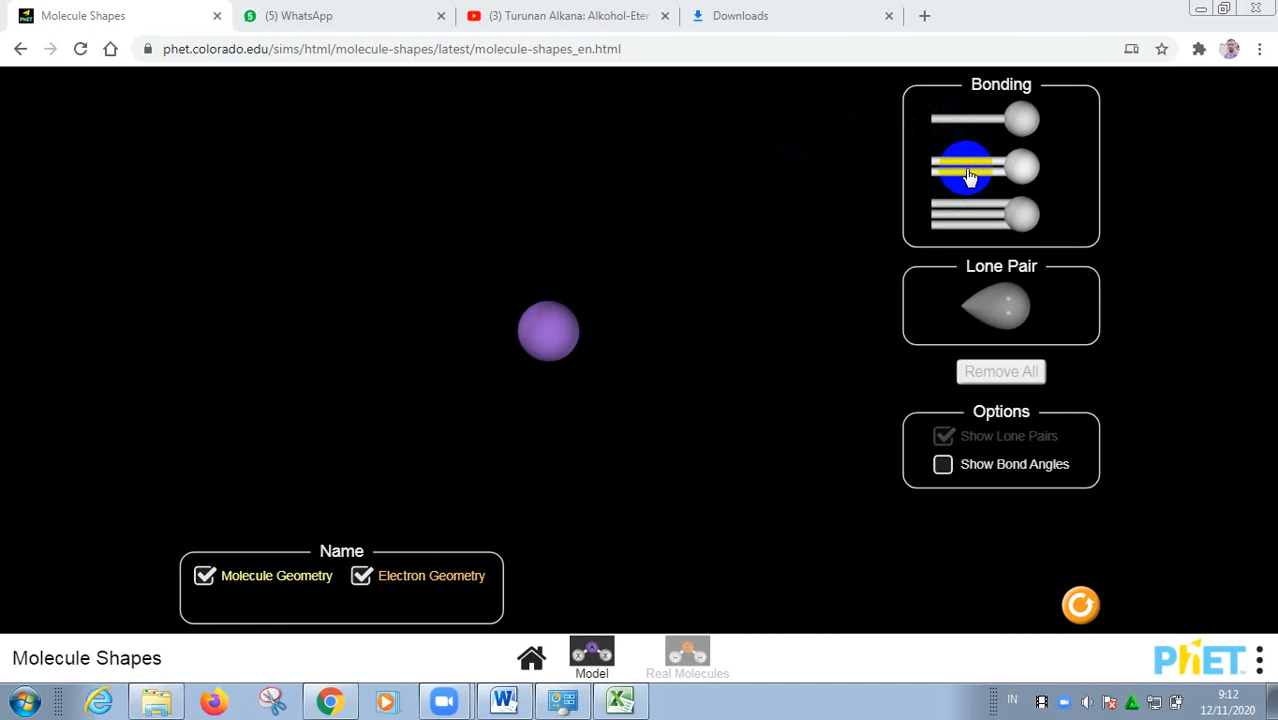 Molecule Shapes
(5) WhatsApp
(3) Turunan Alkana: Alkohol-Eter
Downloads
phet.colorado.edu/sims/html/molecule-shapes/latest/molecule-shapes_en.html
Bonding
Lone Pair
Remove All
Options
Show Lone Pairs
Show Bond Angles
Name
Molecule Geometry
Electron Geometry
Molecule Shapes
Model
Real Molecules
PhET
IN
9:12
12/11/2020